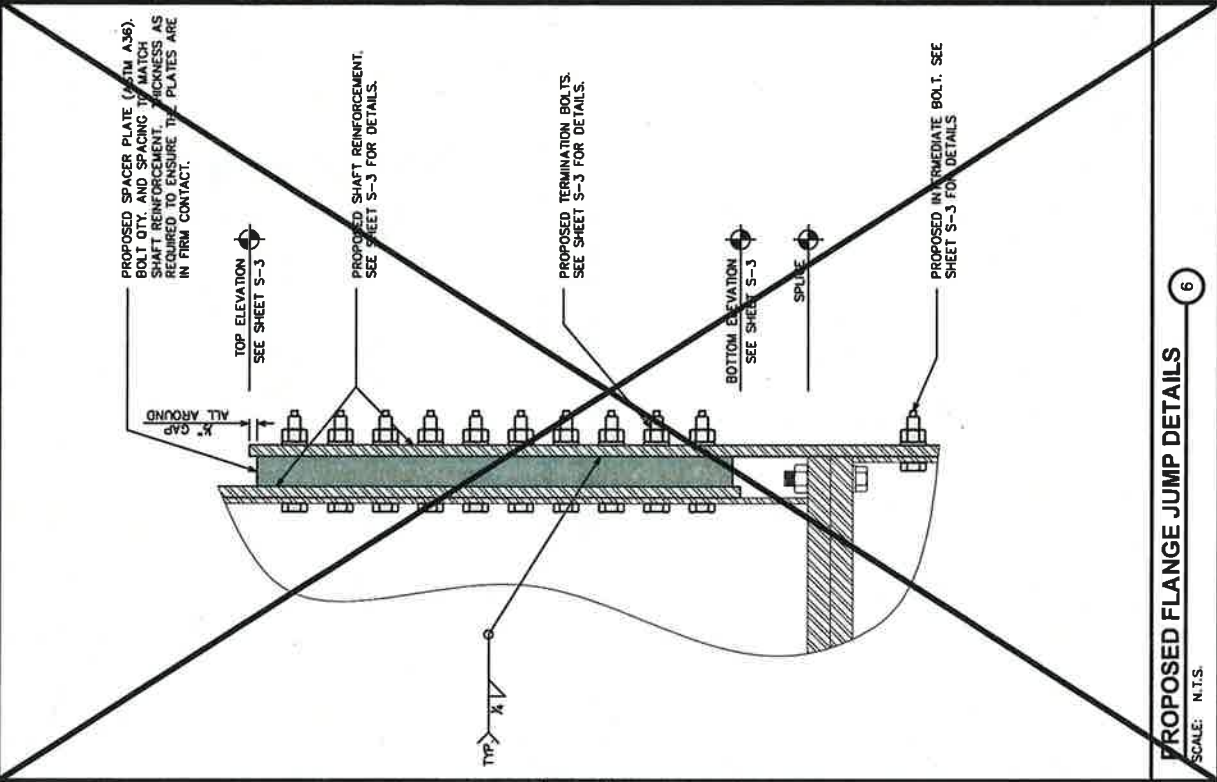 PROPOSED SPACER PLATE (ASTM A36).
BOLT QTY. AND SPACING TO MATCH
SHAFT REINFORCEMENT. THICKNESS AS
REQUIRED TO ENSURE THE PLATES ARE
IN FIRM CONTACT.
TOP ELEVATION
SEE SHEET S-3
GAP
ALL AROUND
PROPOSED SHAFT REINFORCEMENT.
SEE SHEET S-3 FOR DETAILS.
PROPOSED TERMINATION BOLTS.
SEE SHEET S-3 FOR DETAILS.
BOTTOM ELEVATION
SEE SHEET S-3
SPLICE
PROPOSED INTERMEDIATE BOLT. SEE
SHEET S-3 FOR DETAILS
TYP. 1/4
PROPOSED FLANGE JUMP DETAILS 6
SCALE: N.T.S.